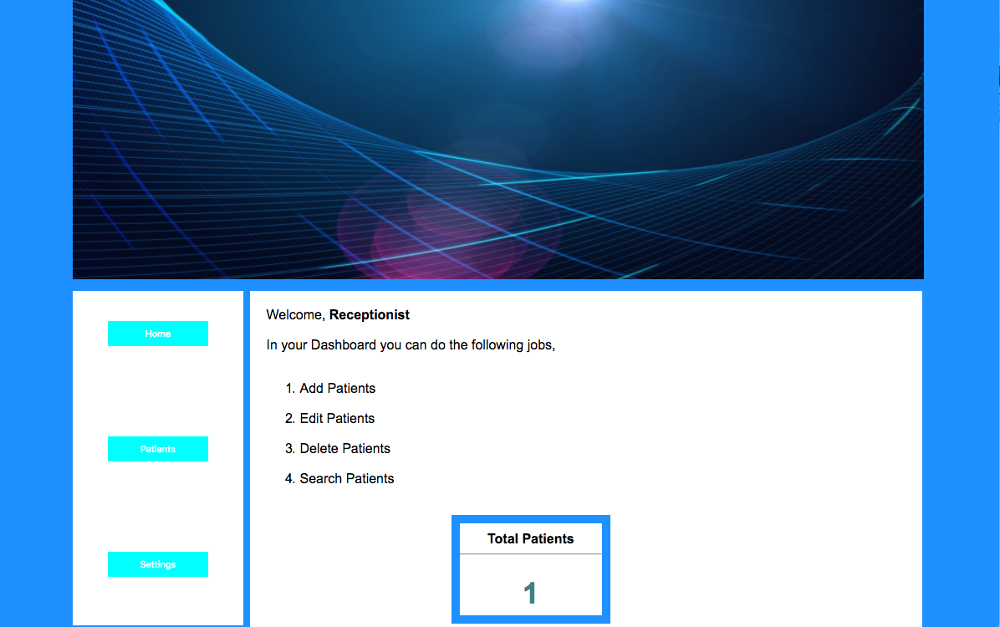 Home
Patients
Settings
Welcome, Receptionist
In your Dashboard you can do the following jobs,
1. Add Patients
2. Edit Patients
3. Delete Patients
4. Search Patients
Total Patients
1